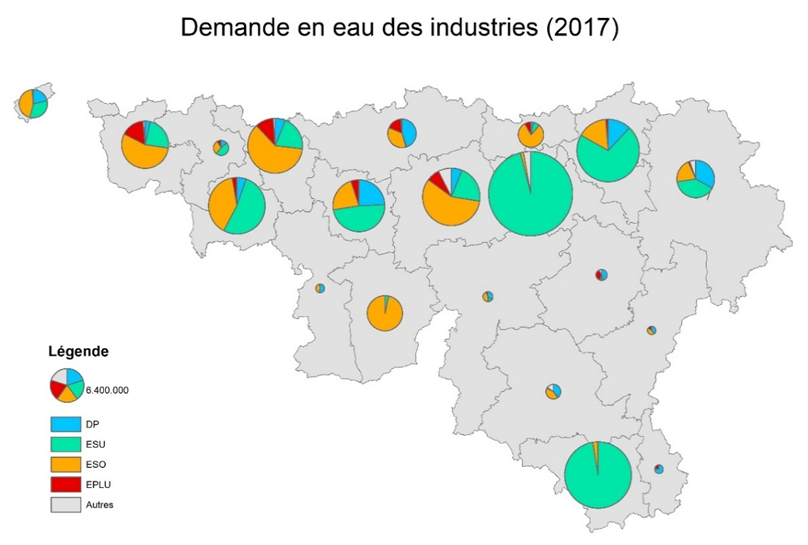 Demande en eau des industries (2017)
Légende
6.400.000
DP
ESU
ESO
EPLU
Autres